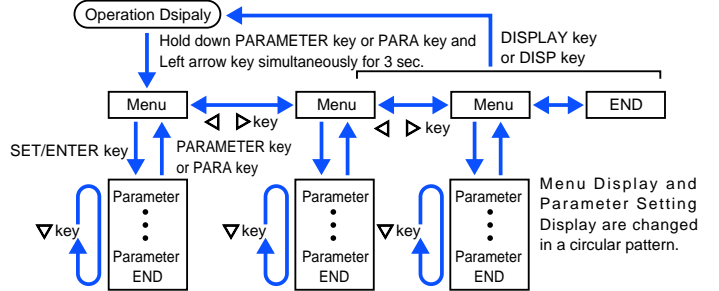 Operation Dsipaly
Hold down PARAMETER key or PARA key and
Left arrow key simultaneously for 3 sec.
DISPLAY key
or DISP key
Menu
Menu
Menu
END
key
key
SET/ENTER key
PARAMETER key
or PARA key
key
Parameter
Parameter
END
key
Parameter
Parameter
END
key
Parameter
Parameter
END
Menu Display and
Parameter Setting
Display are changed
in a circular pattern.